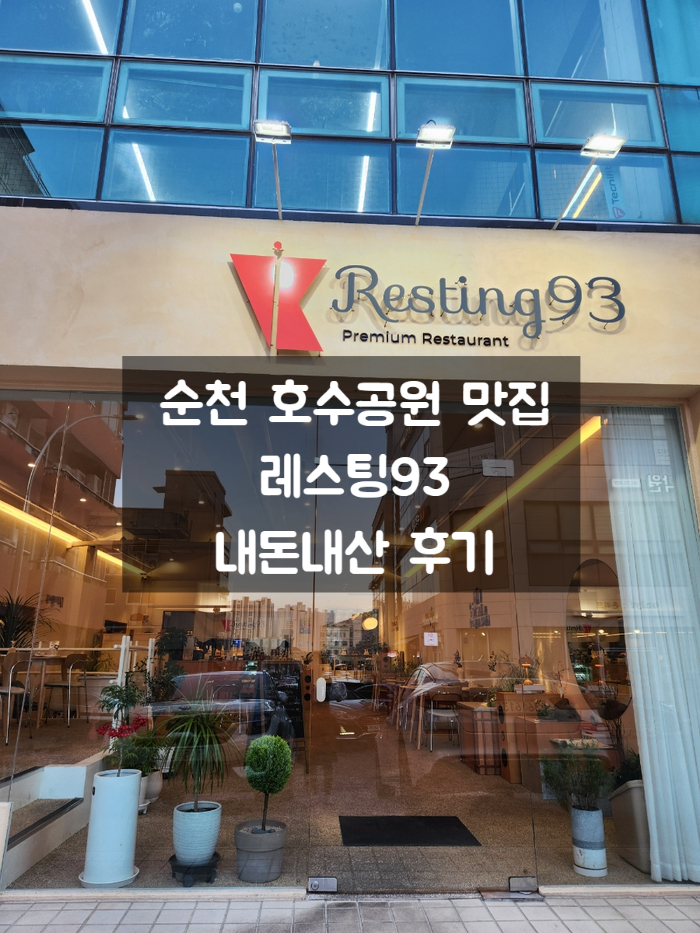 Resting93
Premium Restaurant
순천 호수공원 맛집
레스팅93
내돈내산 후기